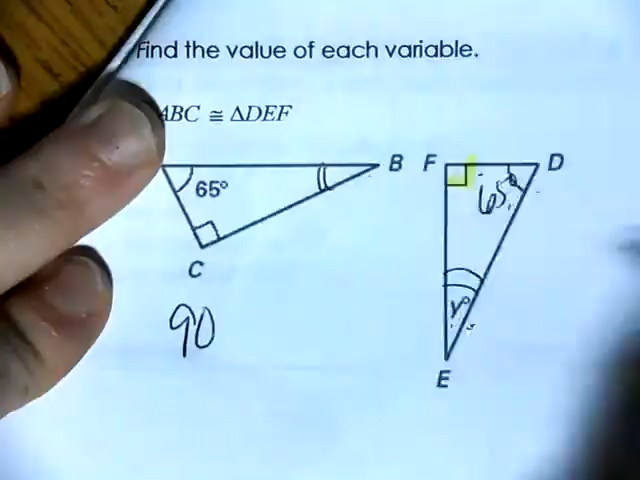 Find the value of each variable.
ABC ≅ ΔDEF
B
F
D
65°
65°
C
90
y°
E